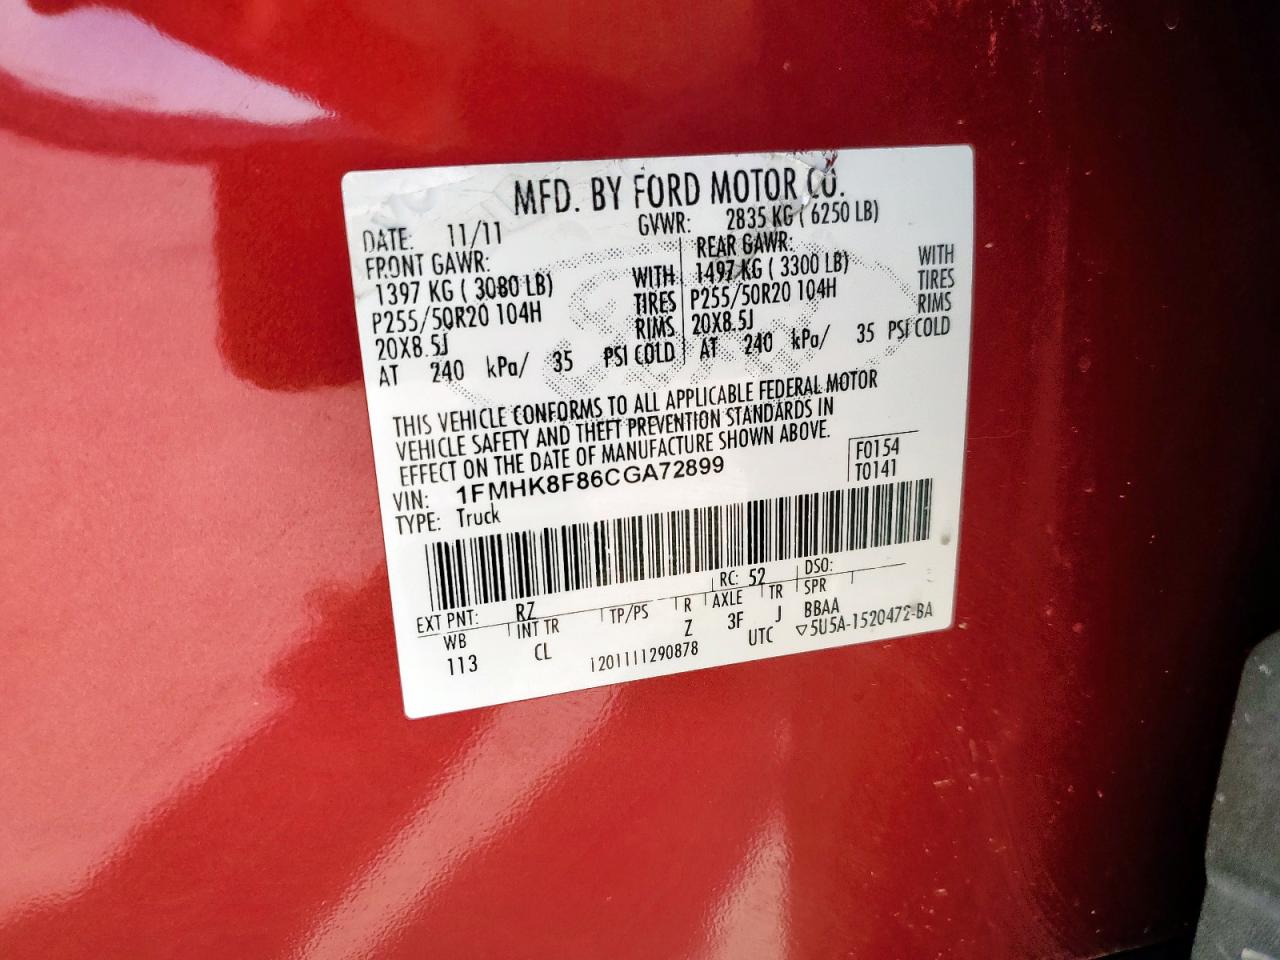 MFD. BY FORD MOTOR CO.
DATE: 11/11 GVWR: 2835 KG ( 6250 LB)
FRONT GAWR: REAR GAWR:
1397 KG ( 3080 LB) WITH 1497 KG ( 3300 LB) WITH
P255/50R20 104H TIRES P255/50R20 104H TIRES
20X8.5J RIMS 20X8.5J RIMS
AT 240 kPa/ 35 PSI COLD AT 240 kPa/ 35 PSI COLD
THIS VEHICLE CONFORMS TO ALL APPLICABLE FEDERAL MOTOR
VEHICLE SAFETY AND THEFT PREVENTION STANDARDS IN
EFFECT ON THE DATE OF MANUFACTURE SHOWN ABOVE.
VIN: 1FMHK8F86CGA72899 F0154
TYPE: Truck T0141
EXT PNT: RZ RC: 52 DSO:
WB INT TR TP/PS R AXLE TR SPR
113 CL Z 3F J BBAA
1201111290878 UTC ▽5U5A-1520472-BA